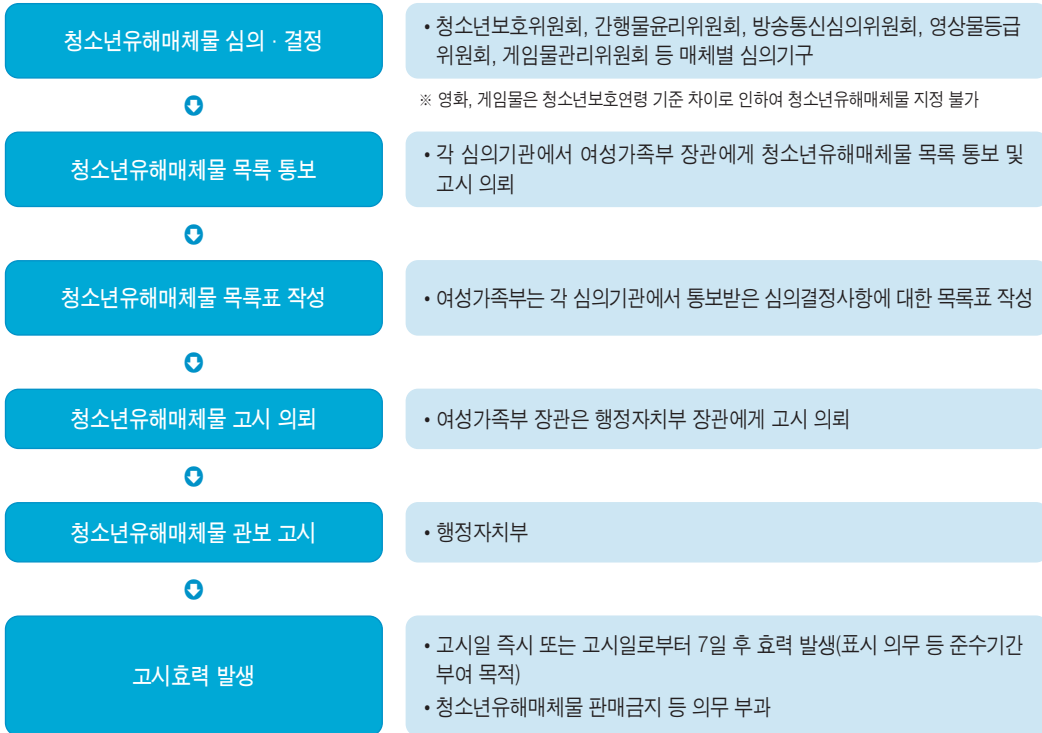 청소년유해매체물 심의 · 결정
• 청소년보호위원회, 간행물윤리위원회, 방송통신심의위원회, 영상물등급
위원회, 게임물관리위원회 등 매체별 심의기구
※ 영화, 게임물은 청소년보호연령 기준 차이로 인하여 청소년유해매체물 지정 불가
청소년유해매체물 목록 통보
• 각 심의기관에서 여성가족부 장관에게 청소년유해매체물 목록 통보 및
고시 의뢰
청소년유해매체물 목록표 작성
• 여성가족부는 각 심의기관에서 통보받은 심의결정사항에 대한 목록표 작성
청소년유해매체물 고시 의뢰
• 여성가족부 장관은 행정자치부 장관에게 고시 의뢰
청소년유해매체물 관보 고시
• 행정자치부
고시효력 발생
• 고시일 즉시 또는 고시일로부터 7일 후 효력 발생(표시 의무 등 준수기간
부여 목적)
• 청소년유해매체물 판매금지 등 의무 부과